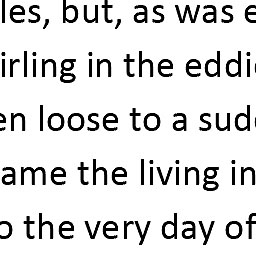 les, but, as was e
irling in the eddi
en loose to a sud
ame the living in
o the very day of